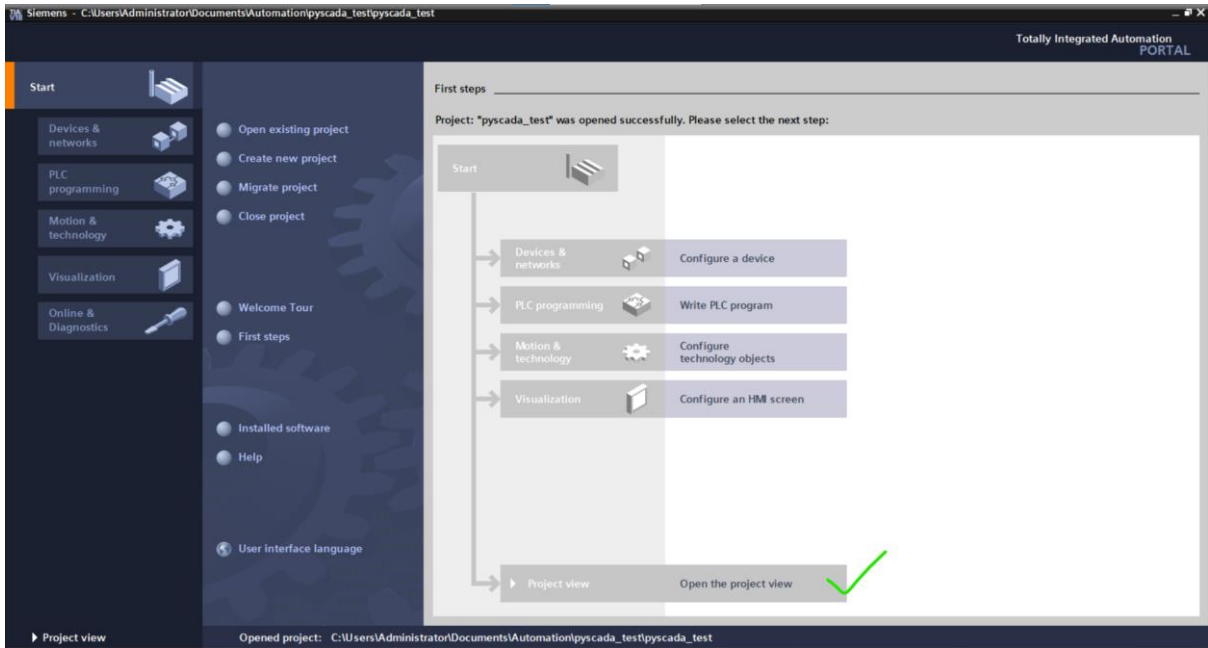 Siemens - C:\Users\Administrator\Documents\Automation\pyscada_test\pyscada_test
Totally Integrated Automation
PORTAL
Start
Devices &
networks
PLC
programming
Motion &
technology
Visualization
Online &
Diagnostics
Open existing project
Create new project
Migrate project
Close project
Welcome Tour
First steps
Installed software
Help
User interface language
First steps
Project: "pyscada_test" was opened successfully. Please select the next step:
Start
Devices &
networks
Configure a device
PLC programming
Write PLC program
Motion &
technology
Configure
technology objects
Visualization
Configure an HMI screen
Project view
Open the project view
Project view
Opened project: C:\Users\Administrator\Documents\Automation\pyscada_test\pyscada_test